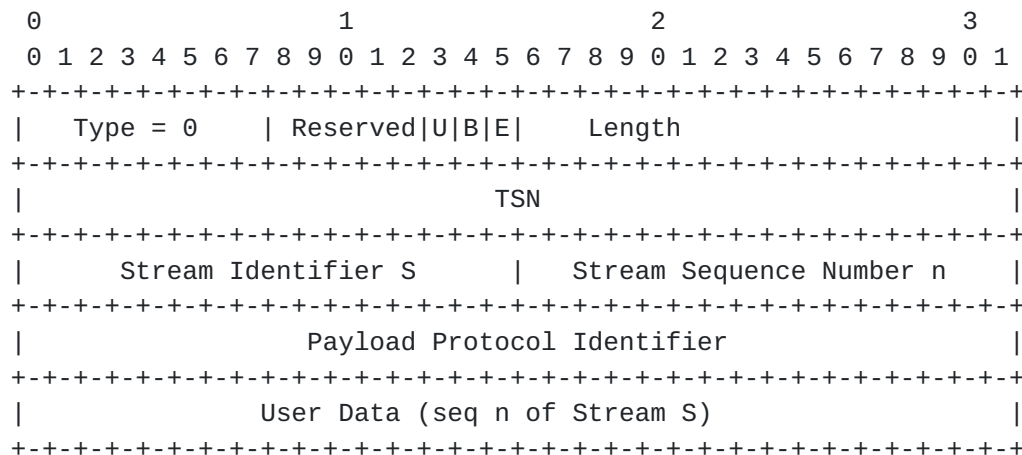 0                   1                   2                   3
 0 1 2 3 4 5 6 7 8 9 0 1 2 3 4 5 6 7 8 9 0 1 2 3 4 5 6 7 8 9 0 1
+-+-+-+-+-+-+-+-+-+-+-+-+-+-+-+-+-+-+-+-+-+-+-+-+-+-+-+-+-+-+-+-+
|   Type = 0    | Reserved|U|B|E|    Length                     |
+-+-+-+-+-+-+-+-+-+-+-+-+-+-+-+-+-+-+-+-+-+-+-+-+-+-+-+-+-+-+-+-+
|                              TSN                              |
+-+-+-+-+-+-+-+-+-+-+-+-+-+-+-+-+-+-+-+-+-+-+-+-+-+-+-+-+-+-+-+-+
|      Stream Identifier S      |   Stream Sequence Number n    |
+-+-+-+-+-+-+-+-+-+-+-+-+-+-+-+-+-+-+-+-+-+-+-+-+-+-+-+-+-+-+-+-+
|                  Payload Protocol Identifier                  |
+-+-+-+-+-+-+-+-+-+-+-+-+-+-+-+-+-+-+-+-+-+-+-+-+-+-+-+-+-+-+-+-+
|               User Data (seq n of Stream S)                   |
+-+-+-+-+-+-+-+-+-+-+-+-+-+-+-+-+-+-+-+-+-+-+-+-+-+-+-+-+-+-+-+-+